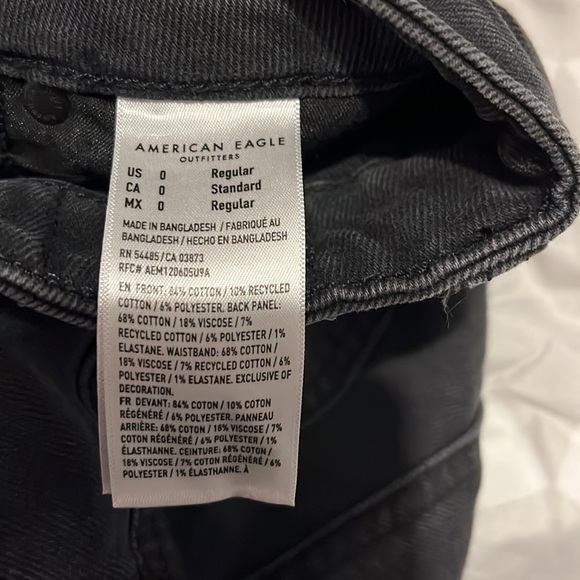 AMERICAN EAGLE
OUTFITTERS
US 0 Regular
CA 0 Standard
MX 0 Regular
MADE IN BANGLADESH / FABRIQUÉ AU
BANGLADESH / HECHO EN BANGLADESH
RN 54485/CA 03873
RFC# AEM120605U9A
EN FRONT: 84% COTTON / 10% RECYCLED
COTTON / 6% POLYESTER. BACK PANEL:
68% COTTON / 18% VISCOSE / 7%
RECYCLED COTTON / 6% POLYESTER / 1%
ELASTANE. WAISTBAND: 68% COTTON /
18% VISCOSE / 7% RECYCLED COTTON / 6%
POLYESTER / 1% ELASTANE. EXCLUSIVE OF
DECORATION.
FR DEVANT: 84% COTON / 10% COTON
RÉGÉNÉRÉ / 6% POLYESTER. PANNEAU
ARRIÈRE: 68% COTON / 18% VISCOSE / 7%
COTON RÉGÉNÉRÉ / 6% POLYESTER / 1%
ÉLASTHANNE. CEINTURE: 68% COTON /
18% VISCOSE / 7% COTON RÉGÉNÉRÉ / 6%
POLYESTER / 1% ÉLASTHANNE. À